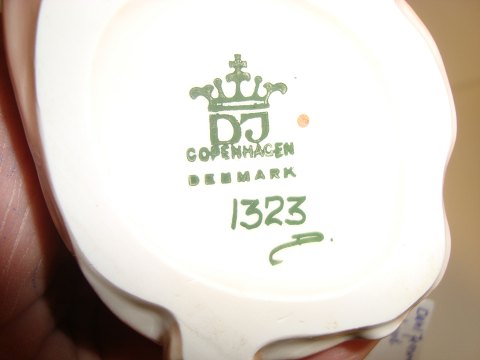 DJ
COPENHAGEN
DENMARK
1323